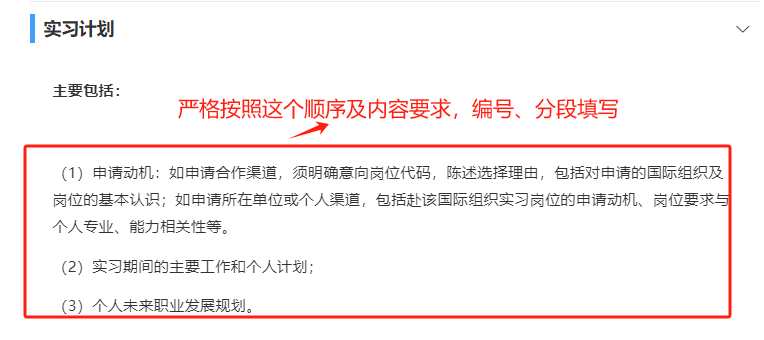 实习计划
主要包括：
严格按照这个顺序及内容要求，编号、分段填写
（1）申请动机：如申请合作渠道，须明确意向岗位代码，陈述选择理由，包括对申请的国际组织及
岗位的基本认识；如申请所在单位或个人渠道，包括赴该国际组织实习岗位的申请动机、岗位要求与
个人专业、能力相关性等。
（2）实习期间的主要工作和个人计划；
（3）个人未来职业发展规划。